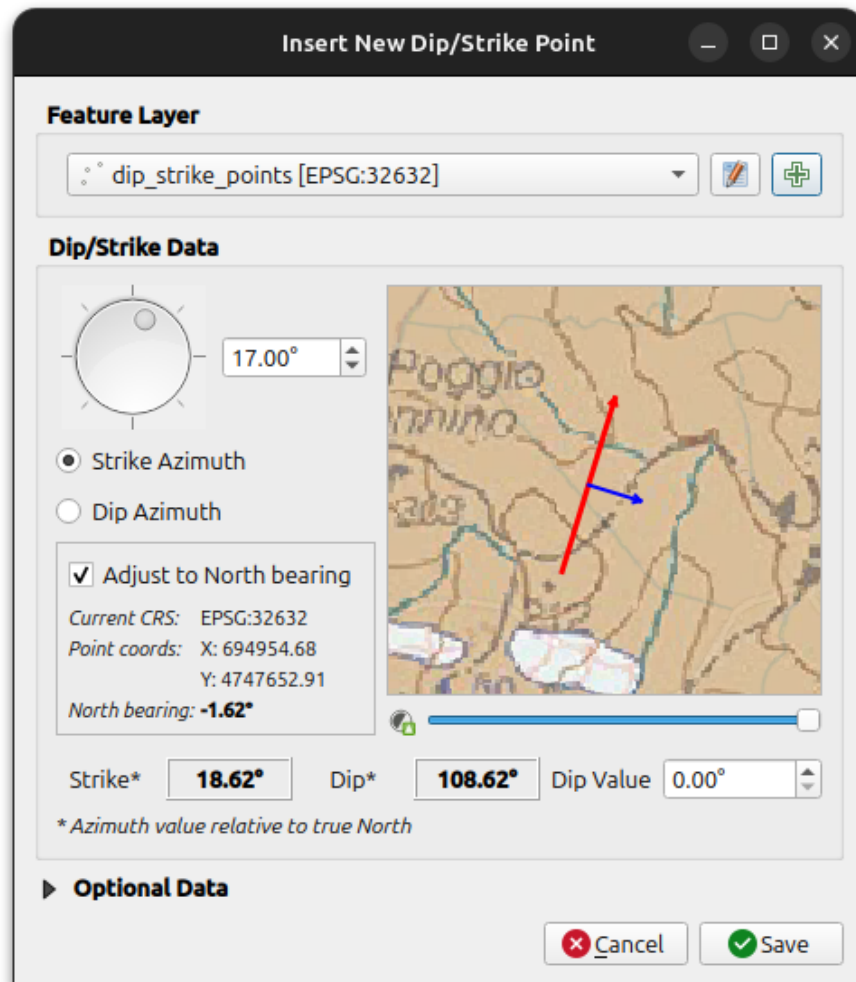 Insert New Dip/Strike Point
Feature Layer
dip_strike_points [EPSG:32632]
Dip/Strike Data
17.00°
Strike Azimuth
Dip Azimuth
Adjust to North bearing
Current CRS: EPSG:32632
Point coords: X: 694954.68
Y: 4747652.91
North bearing: -1.62°
Poggio
Strike* 18.62° Dip* 108.62° Dip Value 0.00°
* Azimuth value relative to true North
Optional Data
Cancel Save